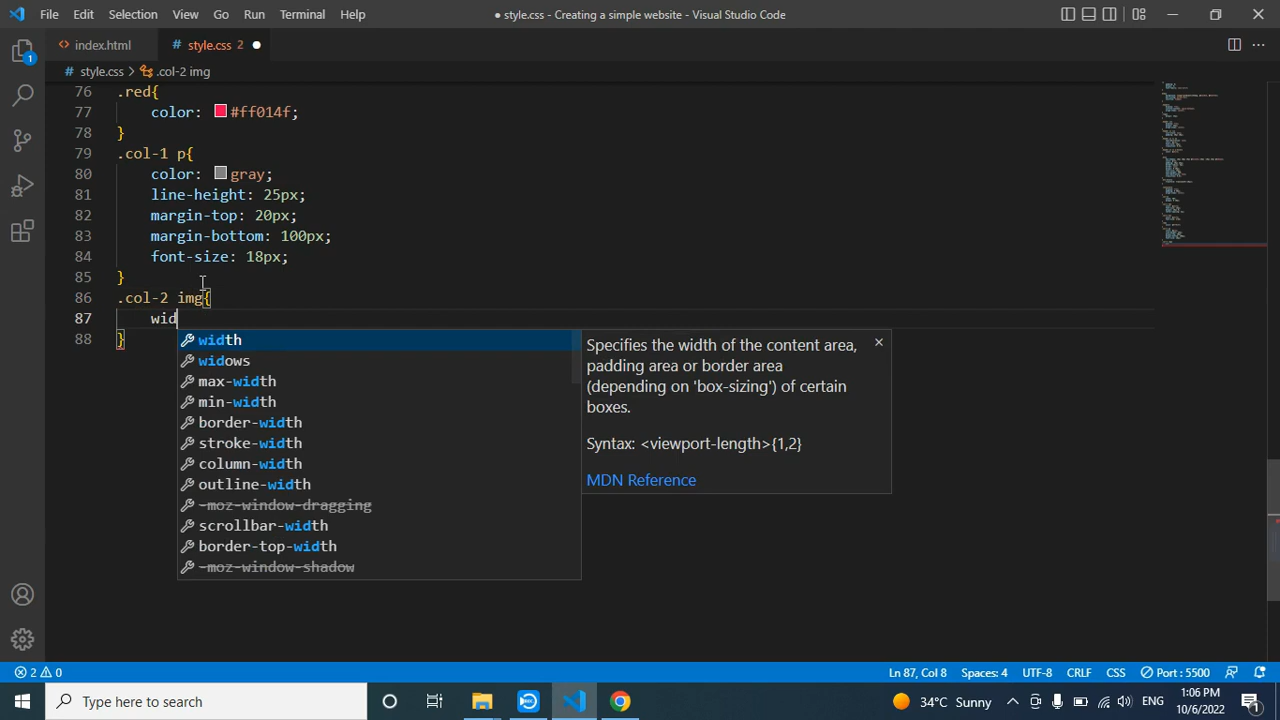 File Edit Selection View Go Run Terminal Help ● style.css - Creating a simple website - Visual Studio Code
<> index.html # style.css 2 ●
# style.css > .col-2 img
1
76 .red{
77 color: #ff014f;
78 }
79 .col-1 p{
80 color: gray;
81 line-height: 25px;
82 margin-top: 20px;
83 margin-bottom: 100px;
84 font-size: 18px;
85 }
86 .col-2 img{
87 wid
88 }
width
widows
max-width
min-width
border-width
stroke-width
column-width
outline-width
-moz-window-dragging
scrollbar-width
border-top-width
-moz-window-shadow
Specifies the width of the content area,
padding area or border area
(depending on 'box-sizing') of certain
boxes.
Syntax: <viewport-length>{1,2}
MDN Reference
2 0 Ln 87, Col 8 Spaces: 4 UTF-8 CRLF CSS Port : 5500
Type here to search
34°C Sunny ENG
1:06 PM
10/6/2022
1